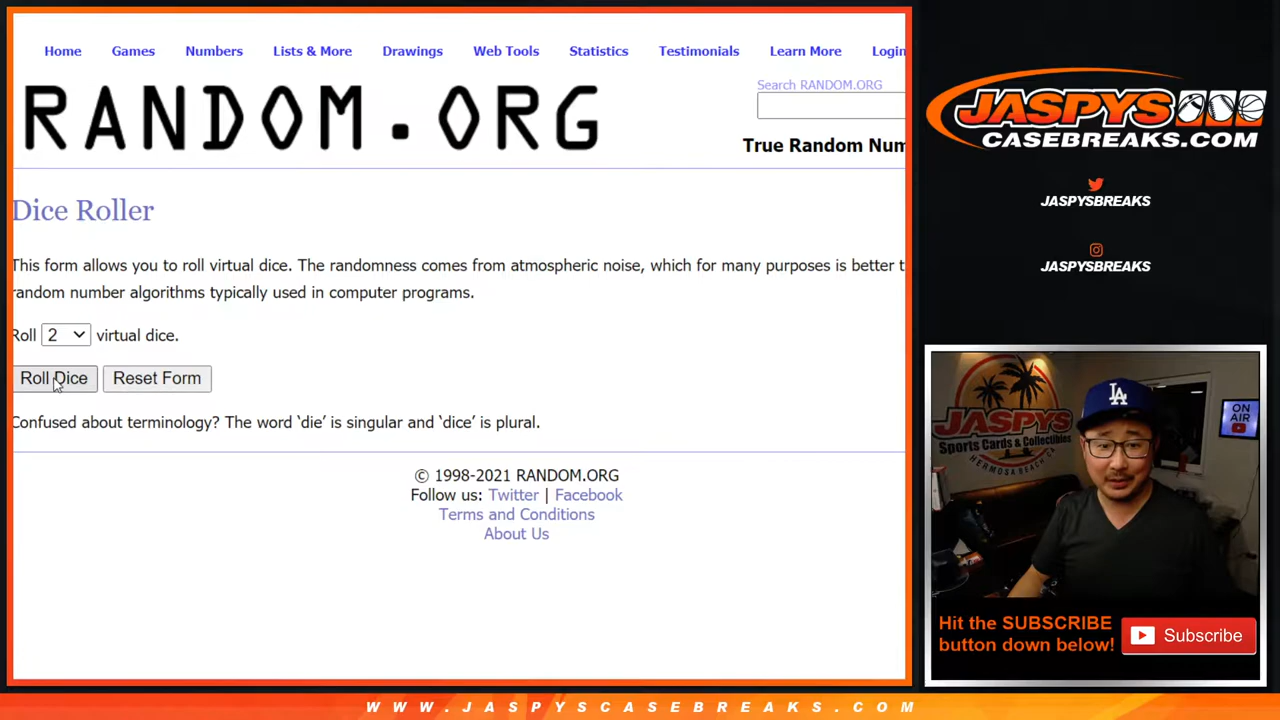 Home Games Numbers Lists & More Drawings Web Tools Statistics Testimonials Learn More Login
RANDOM.ORG
Search RANDOM.ORG
True Random Num
Dice Roller
This form allows you to roll virtual dice. The randomness comes from atmospheric noise, which for many purposes is better t
random number algorithms typically used in computer programs.
Roll 2 virtual dice.
Roll Dice Reset Form
Confused about terminology? The word ‘die’ is singular and ‘dice’ is plural.
© 1998-2021 RANDOM.ORG
Follow us: Twitter | Facebook
Terms and Conditions
About Us
JASPYS
CASEBREAKS.COM
JASPYSBREAKS
JASPYSBREAKS
JASPYS
Sports Cards & Collectibles
HERMOSA BEACH, CA
LA
ON
AIR
Hit the SUBSCRIBE
button down below!
Subscribe
WWW.JASPYSCASEBREAKS.COM